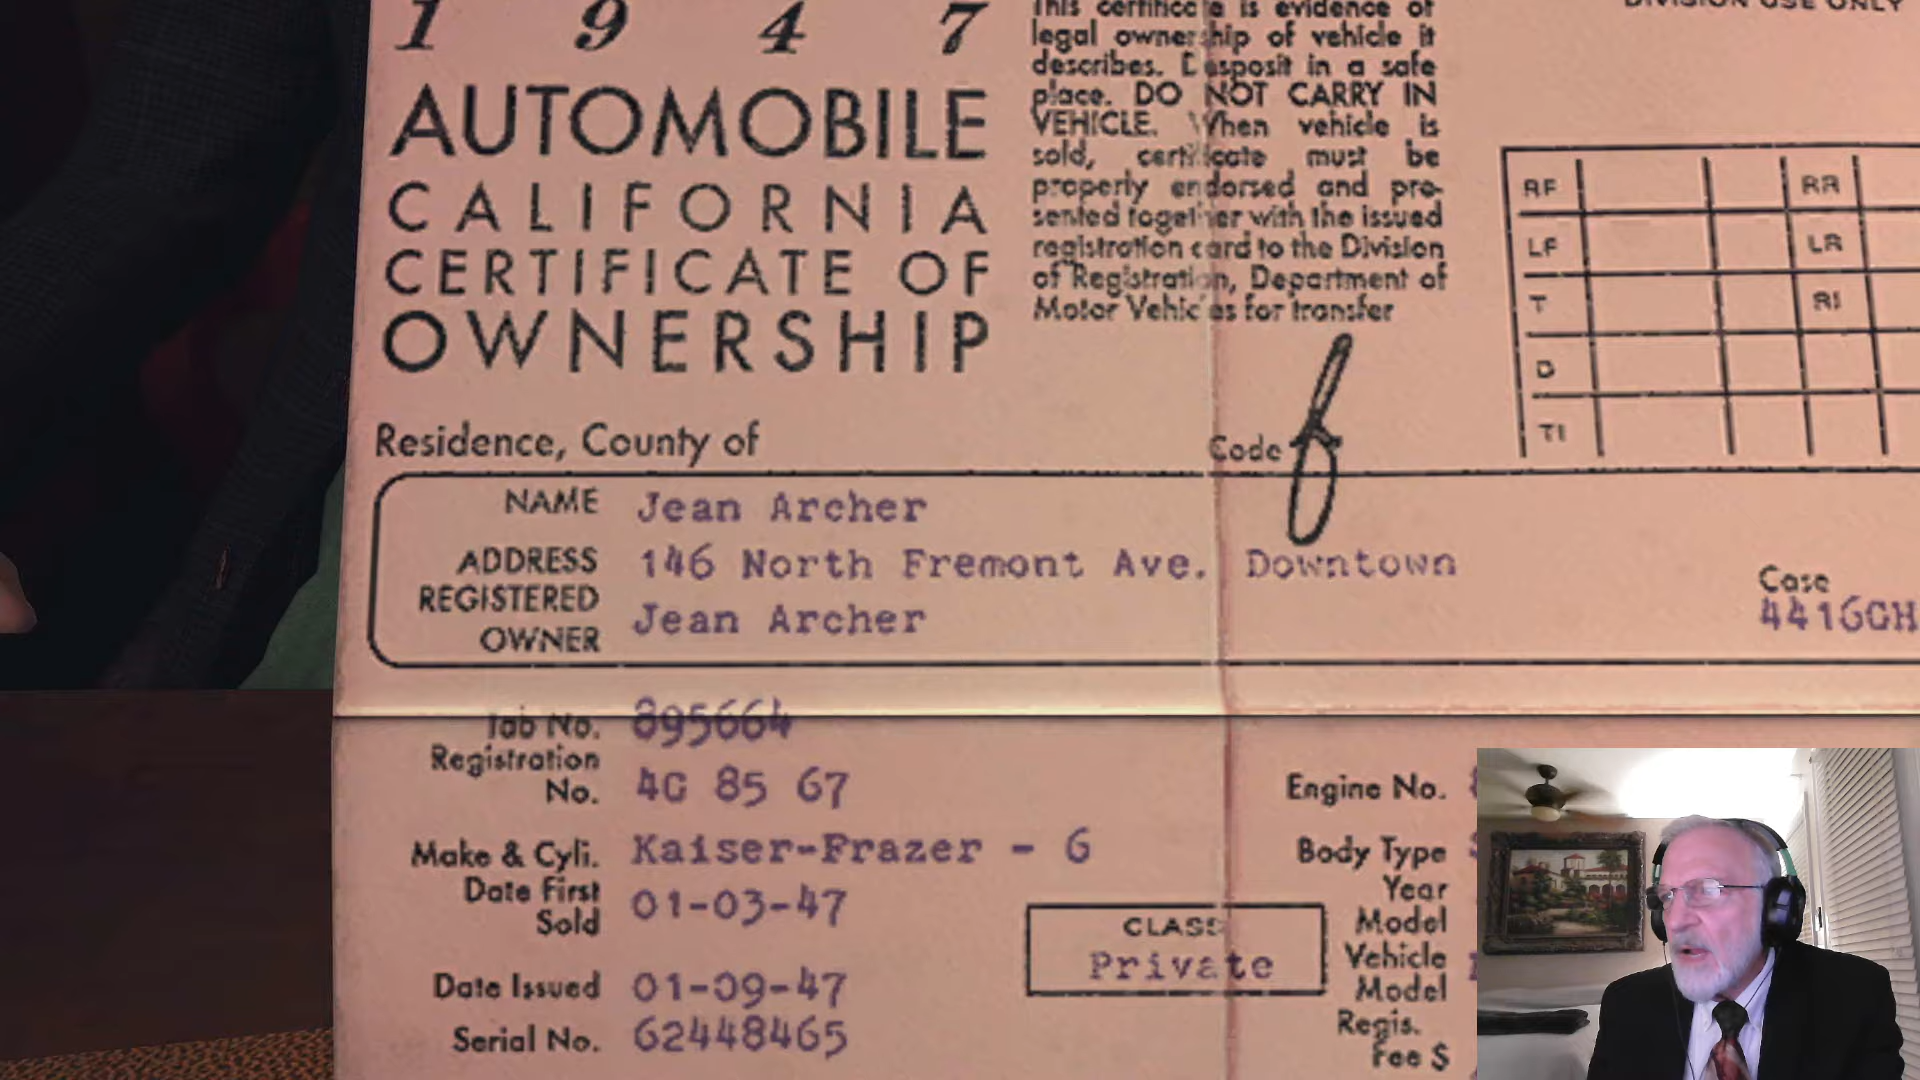 1 9 4 7
AUTOMOBILE
CALIFORNIA
CERTIFICATE OF
OWNERSHIP
This certificate is evidence of
legal ownership of vehicle it
describes. Desposit in a safe
place. DO NOT CARRY IN
VEHICLE. When vehicle is
sold, certificate must be
properly endorsed and pre-
sented together with the issued
registration card to the Division
of Registration, Department of
Motor Vehicles for transfer
DIVISION USE ONLY
RF RR
LF LR
T RI
D
TI
Residence, County of
Code
NAME Jean Archer
ADDRESS 146 North Fremont Ave. Downtown
REGISTERED
OWNER Jean Archer
Case
4416GH
Tab No. 895664
Registration
No. 4G 85 67
Make & Cyli. Kaiser-Frazer - 6
Date First
Sold 01-03-47
Date Issued 01-09-47
Serial No. 62448465
CLASS
Private
Engine No.
Body Type
Year
Model
Vehicle
Model
Regis.
Fee $